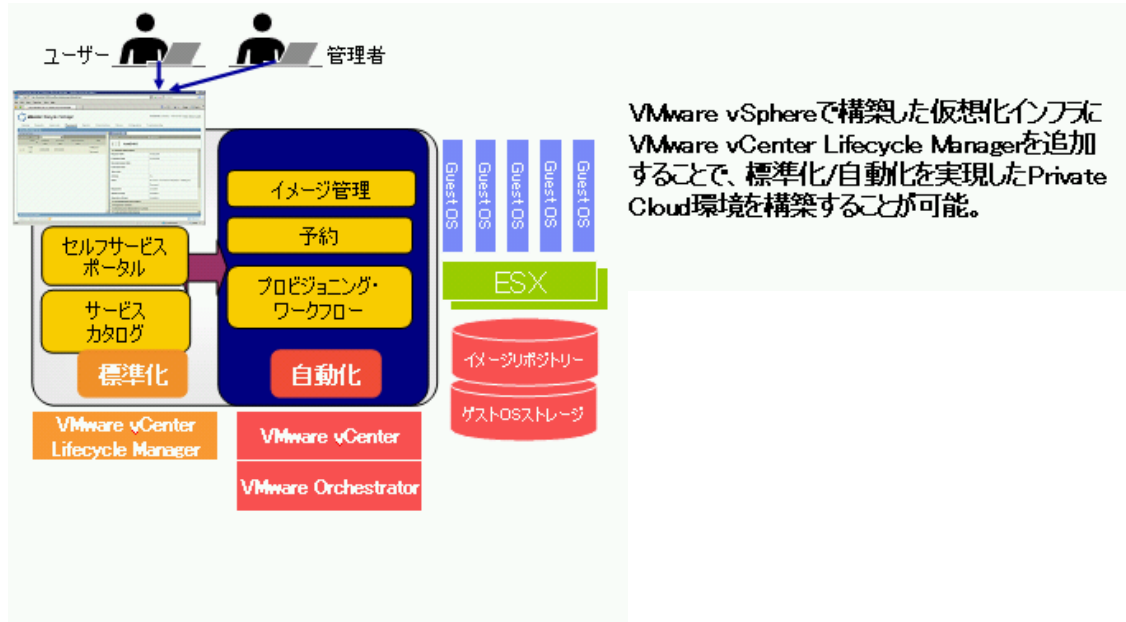 ユーザー
管理者
VMware vSphereで構築した仮想化インフラに
VMware vCenter Lifecycle Managerを追加
することで、標準化/自動化を実現したPrivate
Cloud環境を構築することが可能。
イメージ管理
予約
プロビジョニング・
ワークフロー
セルフサービス
ポータル
サービス
カタログ
標準化
自動化
Guest OS
Guest OS
Guest OS
Guest OS
Guest OS
ESX
イメージリポジトリー
ゲストOSストレージ
VMware vCenter
Lifecycle Manager
VMware vCenter
VMware Orchestrator